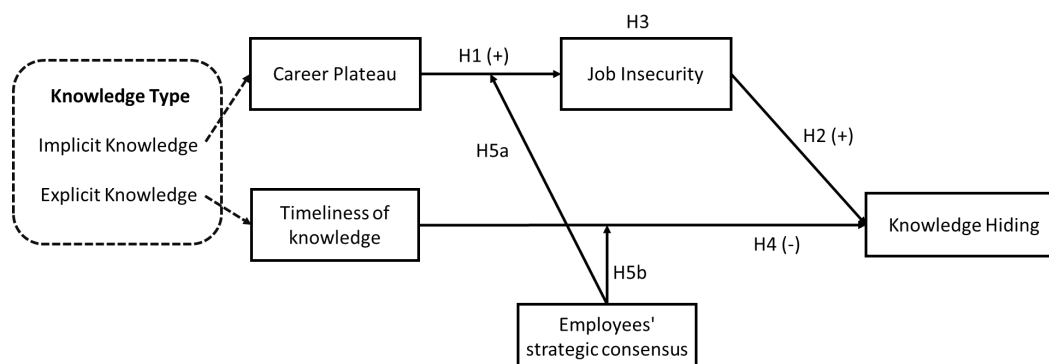 H3
Career Plateau
H1 (+)
Job Insecurity
Knowledge Type
Implicit Knowledge
Explicit Knowledge
H5a
H2 (+)
Timeliness of
knowledge
H4 (-)
Knowledge Hiding
H5b
Employees'
strategic consensus